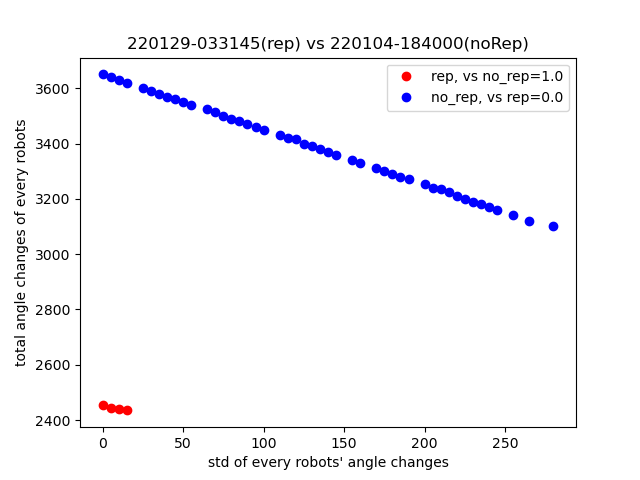 220129-033145(rep) vs 220104-184000(noRep)
rep, vs no_rep=1.0
no_rep, vs rep=0.0
total angle changes of every robots
3600
3400
3200
3000
2800
2600
2400
0 50 100 150 200 250
std of every robots' angle changes